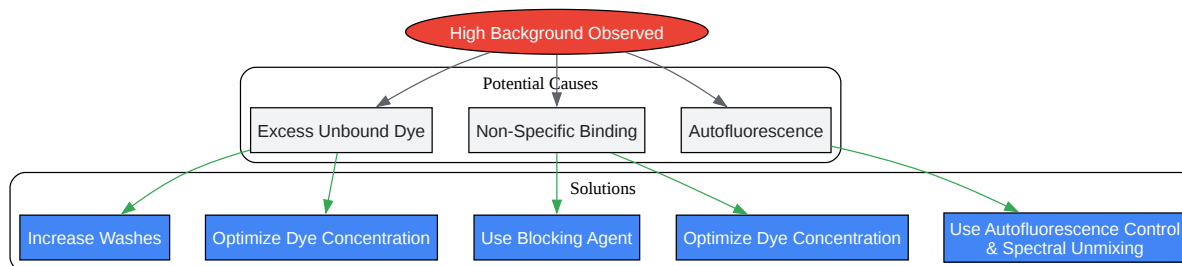 High Background Observed
Potential Causes
Excess Unbound Dye
Non-Specific Binding
Autofluorescence
Solutions
Increase Washes
Optimize Dye Concentration
Use Blocking Agent
Optimize Dye Concentration
Use Autofluorescence Control
& Spectral Unmixing